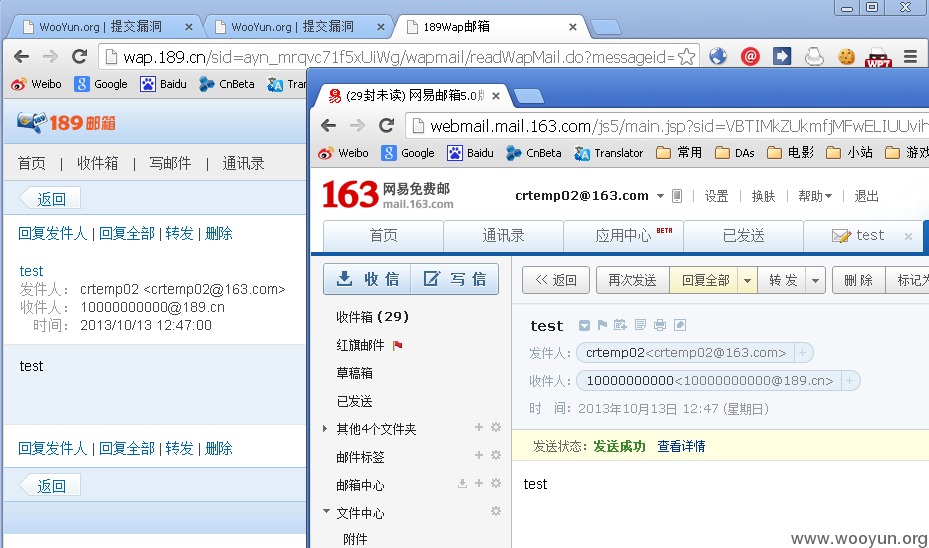 WooYun.org | 提交漏洞
WooYun.org | 提交漏洞
189Wap邮箱
wap.189.cn/sid=ayn_mrqvc71f5xUiWg/wapmail/readWapMail.do?messageid=
Weibo
Google
Baidu
CnBeta
Tran
WP7
189邮箱
首页 | 收件箱 | 写邮件 | 通讯录
返回
回复发件人 | 回复全部 | 转发 | 删除
test
发件人： crtemp02 <crtemp02@163.com>
收件人： 10000000000@189.cn
时间： 2013/10/13 12:47:00
test
回复发件人 | 回复全部 | 转发 | 删除
返回
(29封未读) 网易邮箱5.0版
webmail.mail.163.com/js5/main.jsp?sid=VBTIMkZUkmfjMFwELIUUvih
Weibo
Google
Baidu
CnBeta
Translator
常用
DAs
电影
小站
游戏
163 网易免费邮
mail.163.com
crtemp02@163.com
设置 | 换肤 | 帮助 | 退出
首页
通讯录
应用中心 BETA
已发送
test
收 信
写 信
<< 返回
再次发送
回复全部
转 发
删 除
标记为
收件箱 (29)
红旗邮件
草稿箱
已发送
其他4个文件夹
邮件标签
邮箱中心
文件中心
附件
test
发件人： crtemp02<crtemp02@163.com>
收件人： 10000000000<10000000000@189.cn>
时 间： 2013年10月13日 12:47 (星期日)
发送状态： 发送成功 查看详情
test
www.wooyun.org